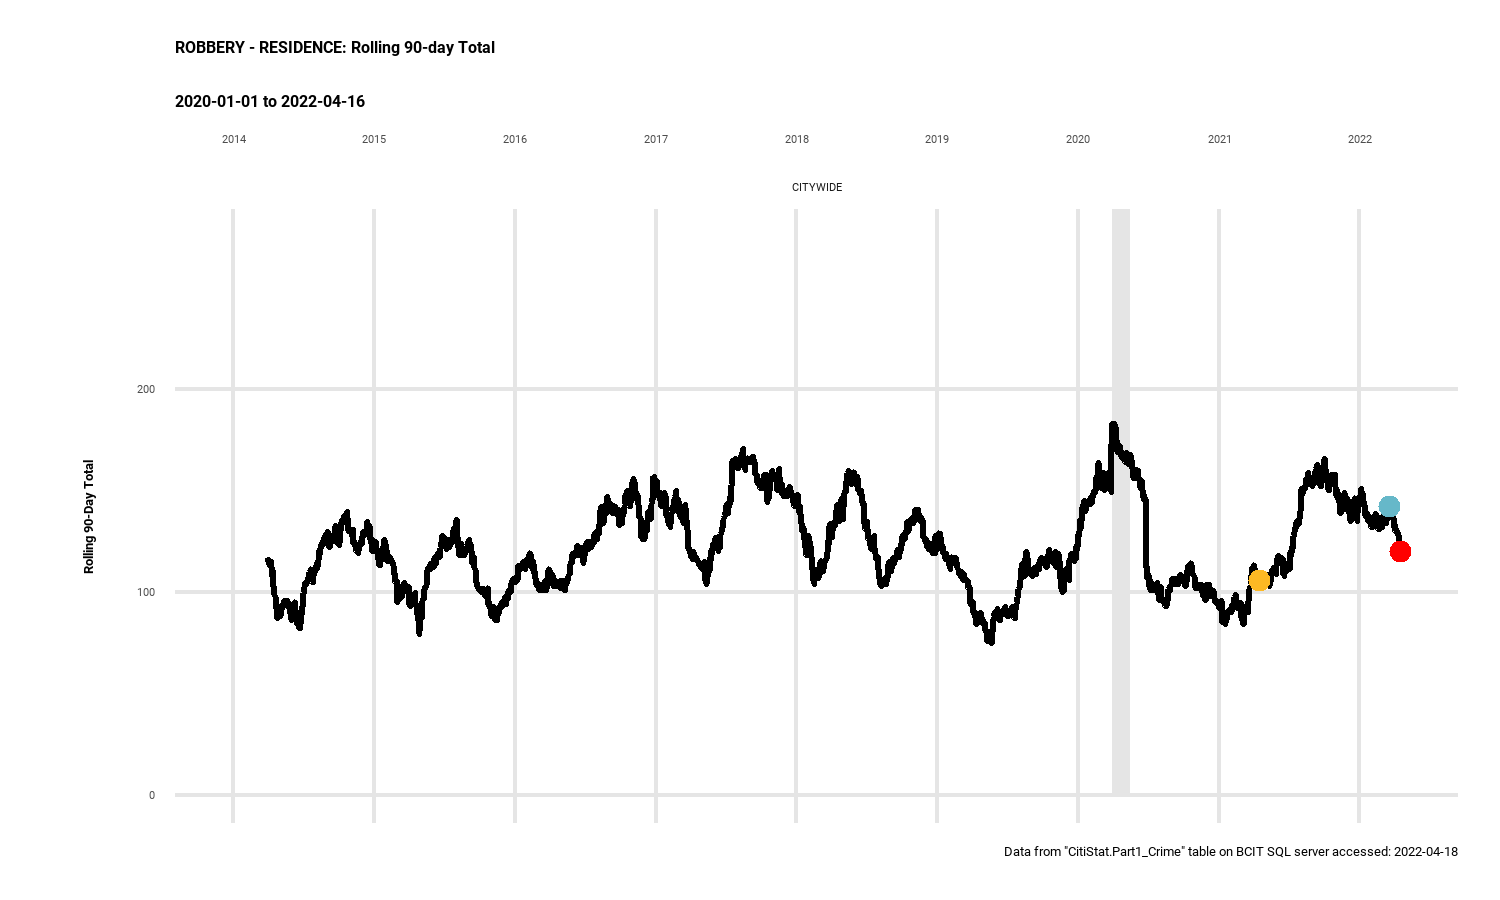 ROBBERY - RESIDENCE: Rolling 90-day Total
2020-01-01 to 2022-04-16
2014 2015 2016 2017 2018 2019 2020 2021 2022
CITYWIDE
200
Rolling 90-Day Total
100
0
Data from "CitiStat.Part1_Crime" table on BCIT SQL server accessed: 2022-04-18